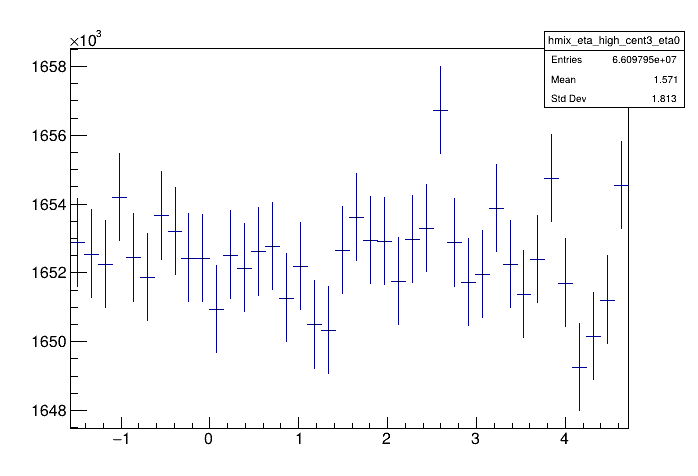 ×10³
hmix_eta_high_cent3_eta0
Entries 6.609795e+07
Mean 1.571
Std Dev 1.813
1658
1656
1654
1652
1650
1648
−1 0 1 2 3 4